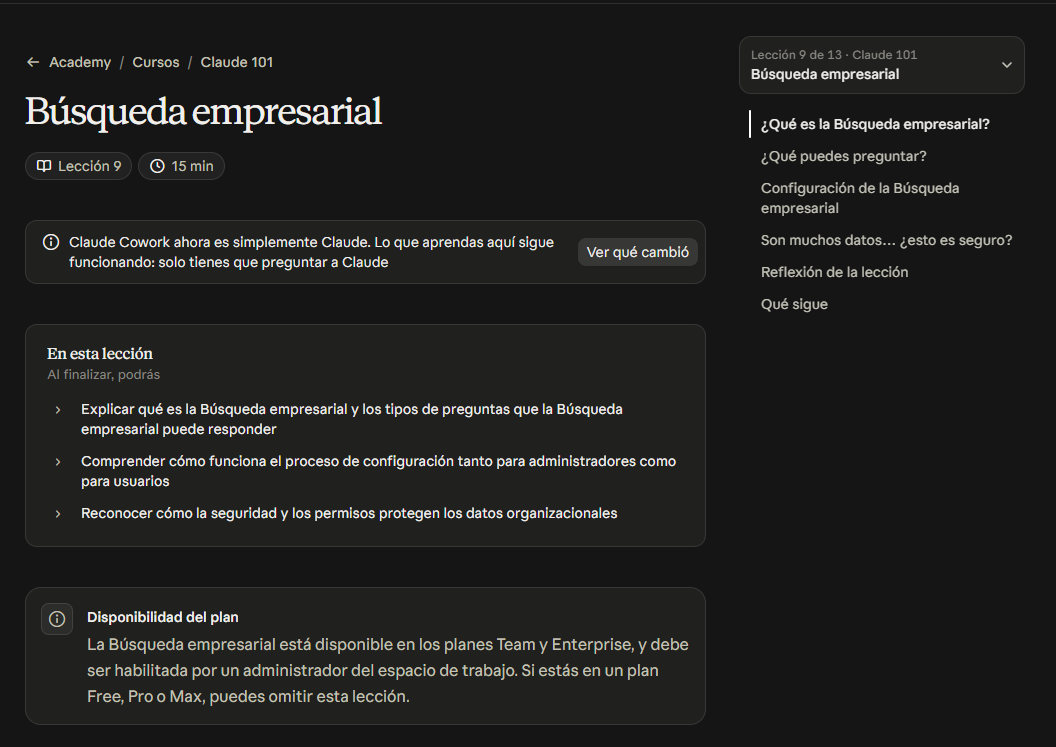 ← Academy / Cursos / Claude 101
Búsqueda empresarial
Lección 9
15 min
Claude Cowork ahora es simplemente Claude. Lo que aprendas aquí sigue
funcionando: solo tienes que preguntar a Claude
Ver qué cambió
En esta lección
Al finalizar, podrás
Explicar qué es la Búsqueda empresarial y los tipos de preguntas que la Búsqueda
empresarial puede responder
Comprender cómo funciona el proceso de configuración tanto para administradores como
para usuarios
Reconocer cómo la seguridad y los permisos protegen los datos organizacionales
Disponibilidad del plan
La Búsqueda empresarial está disponible en los planes Team y Enterprise, y debe
ser habilitada por un administrador del espacio de trabajo. Si estás en un plan
Free, Pro o Max, puedes omitir esta lección.
Lección 9 de 13 · Claude 101
Búsqueda empresarial
¿Qué es la Búsqueda empresarial?
¿Qué puedes preguntar?
Configuración de la Búsqueda
empresarial
Son muchos datos... ¿esto es seguro?
Reflexión de la lección
Qué sigue